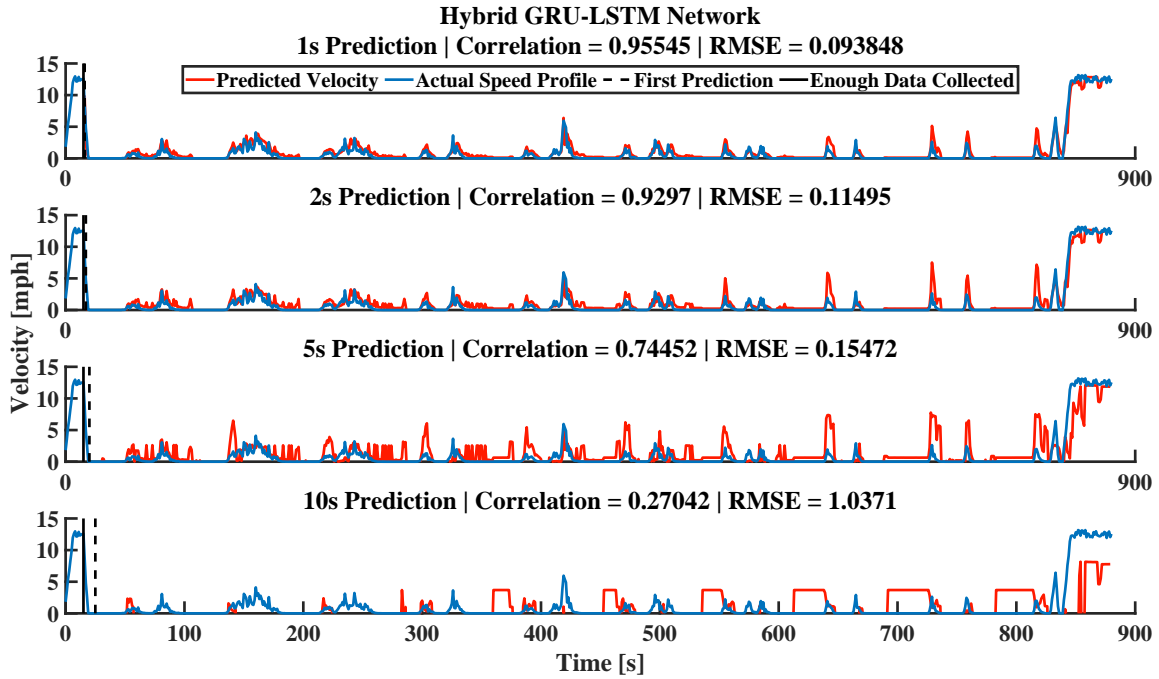 Hybrid GRU-LSTM Network
1s Prediction | Correlation = 0.95545 | RMSE = 0.093848
15
10
5
0
Predicted Velocity Actual Speed Profile First Prediction Enough Data Collected
0 900
2s Prediction | Correlation = 0.9297 | RMSE = 0.11495
15
10
5
0
0 900
Velocity [mph]
5s Prediction | Correlation = 0.74452 | RMSE = 0.15472
15
10
5
0
0 900
10s Prediction | Correlation = 0.27042 | RMSE = 1.0371
15
10
5
0
0 100 200 300 400 500 600 700 800 900
Time [s]